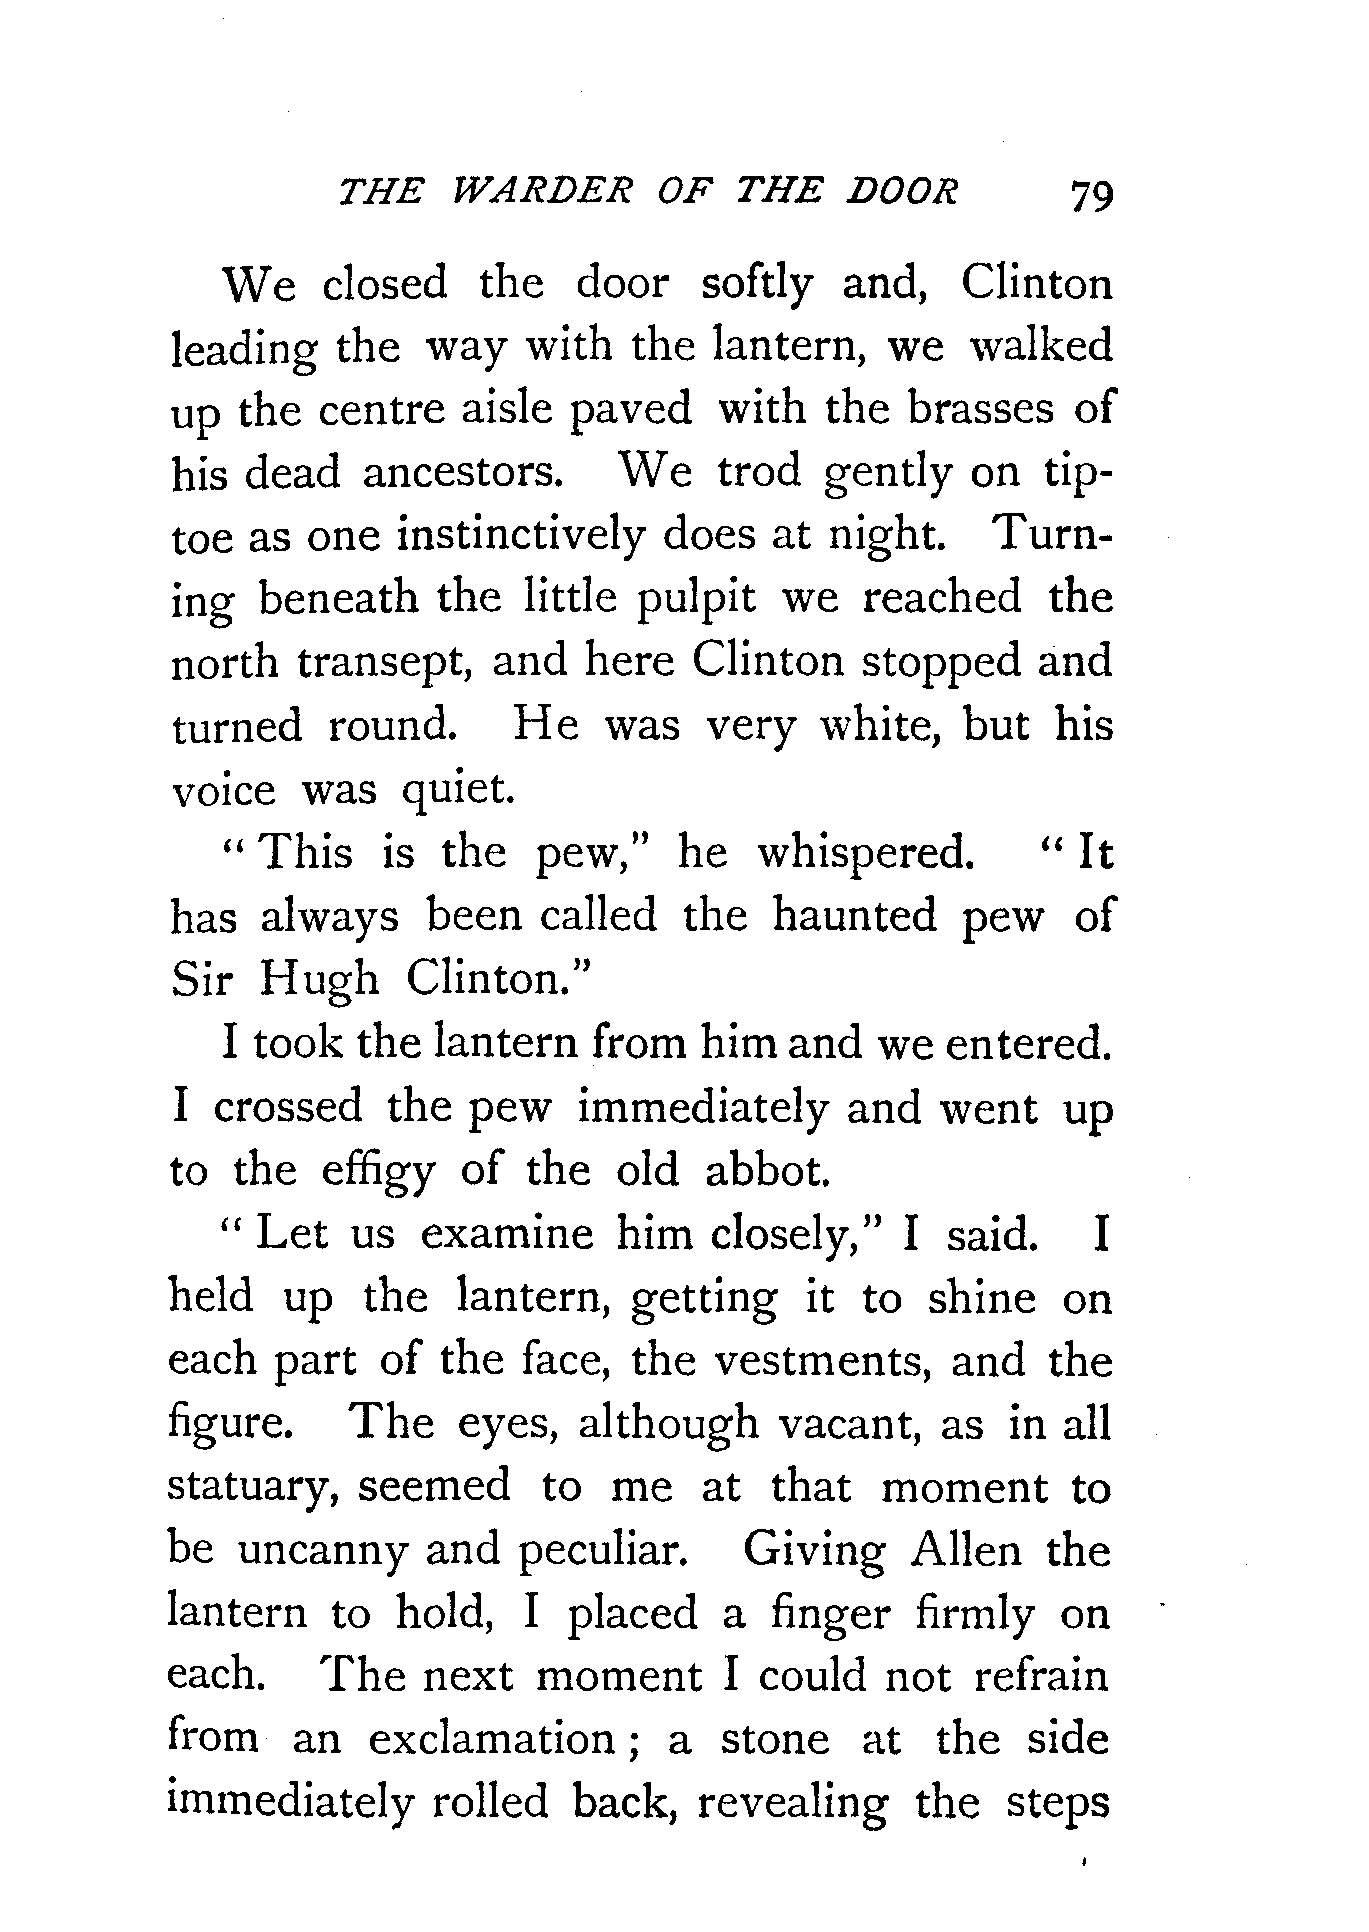 THE WARDER OF THE DOOR 79
We closed the door softly and, Clinton
leading the way with the lantern, we walked
up the centre aisle paved with the brasses of
his dead ancestors. We trod gently on tip-
toe as one instinctively does at night. Turn-
ing beneath the little pulpit we reached the
north transept, and here Clinton stopped and
turned round. He was very white, but his
voice was quiet.
“ This is the pew,” he whispered. “ It
has always been called the haunted pew of
Sir Hugh Clinton.”
I took the lantern from him and we entered.
I crossed the pew immediately and went up
to the effigy of the old abbot.
“ Let us examine him closely,” I said. I
held up the lantern, getting it to shine on
each part of the face, the vestments, and the
figure. The eyes, although vacant, as in all
statuary, seemed to me at that moment to
be uncanny and peculiar. Giving Allen the
lantern to hold, I placed a finger firmly on
each. The next moment I could not refrain
from an exclamation ; a stone at the side
immediately rolled back, revealing the steps